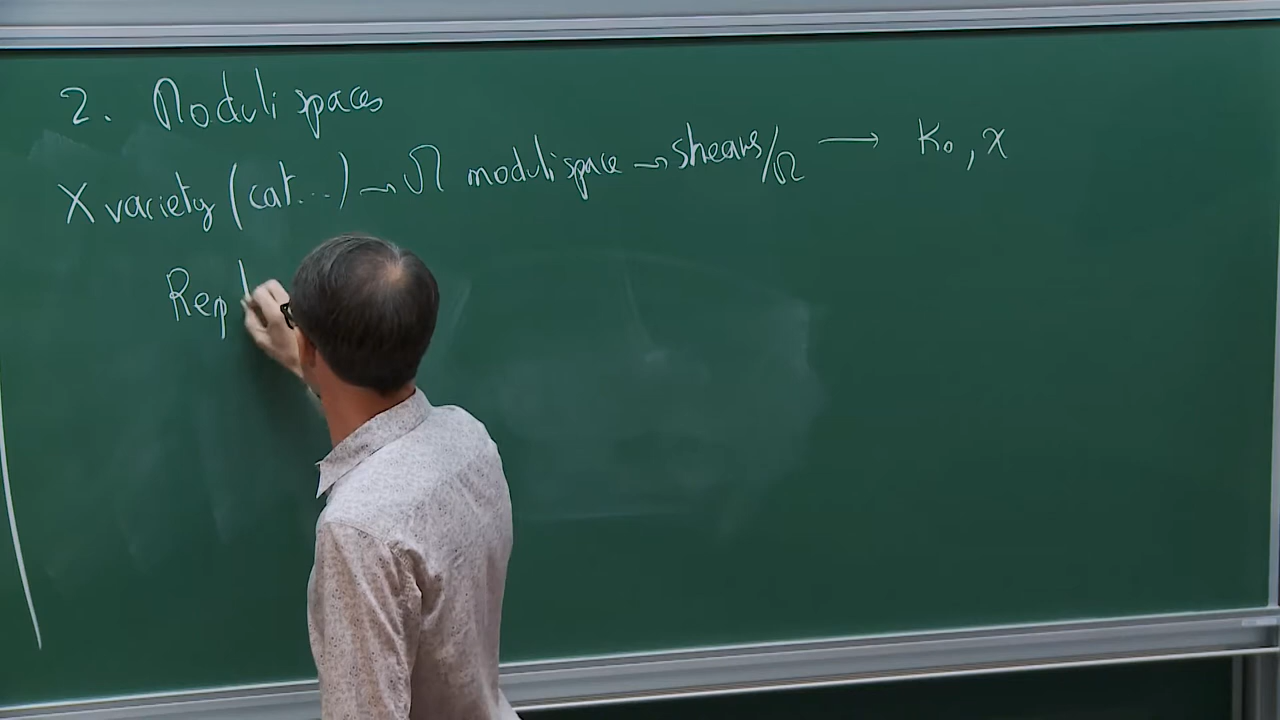 2. Moduli spaces
X variety (cat...) ⇝ M moduli space ⇝ sheaves/M ⟶ K₀, χ
Rep